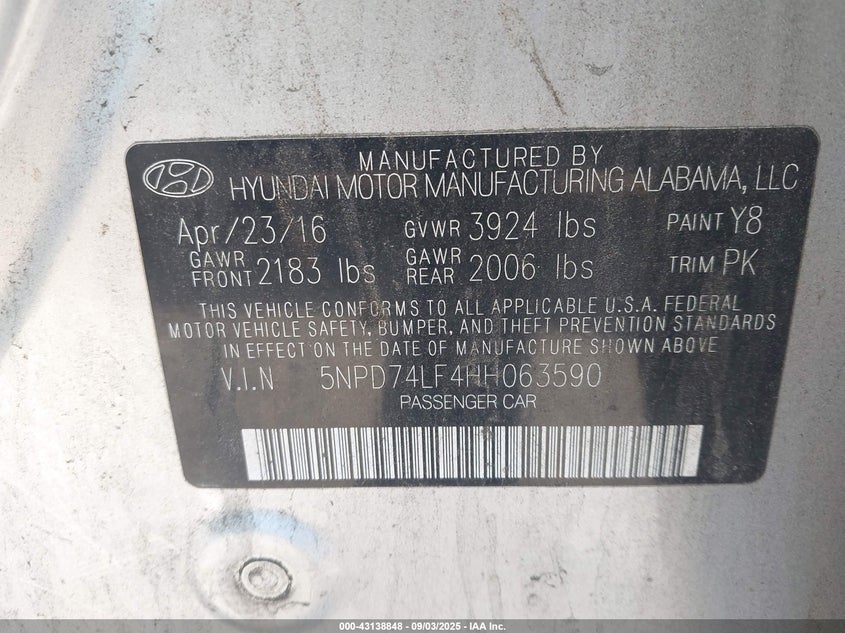 MANUFACTURED BY
HYUNDAI MOTOR MANUFACTURING ALABAMA, LLC
Apr/23/16 GVWR 3924 lbs PAINT Y8
GAWR FRONT 2183 lbs GAWR REAR 2006 lbs TRIM PK
THIS VEHICLE CONFORMS TO ALL APPLICABLE U.S.A. FEDERAL
MOTOR VEHICLE SAFETY, BUMPER, AND THEFT PREVENTION STANDARDS
IN EFFECT ON THE DATE OF MANUFACTURE SHOWN ABOVE
V.I.N 5NPD74LF4HH063590
PASSENGER CAR
000-43138848 - 09/03/2025 - IAA Inc.